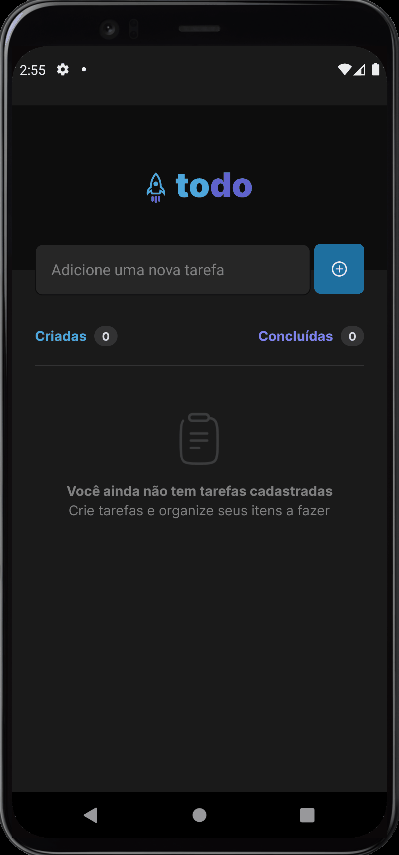 2:55
todo
Adicione uma nova tarefa
Criadas 0
Concluídas 0
Você ainda não tem tarefas cadastradas
Crie tarefas e organize seus itens a fazer